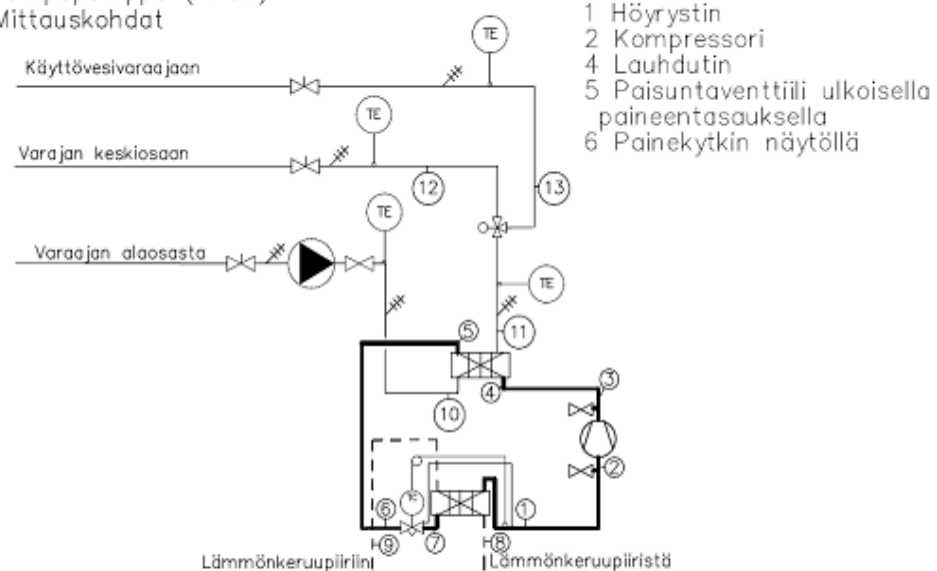 Mittauskohdat
1 Höyrystin
2 Kompressori
4 Lauhdutin
5 Paisuntaventtiili ulkoisella
paineentasauksella
6 Painekytkin näytöllä
TE
Käyttövesivaraajaan
TE
Varajan keskiosaan
12
13
TE
Varaajan alaosasta
TE
5
11
4
3
10
2
TC
6
1
7
8
9
Lämmönkeruupiiriin
Lämmönkeruupiiristä